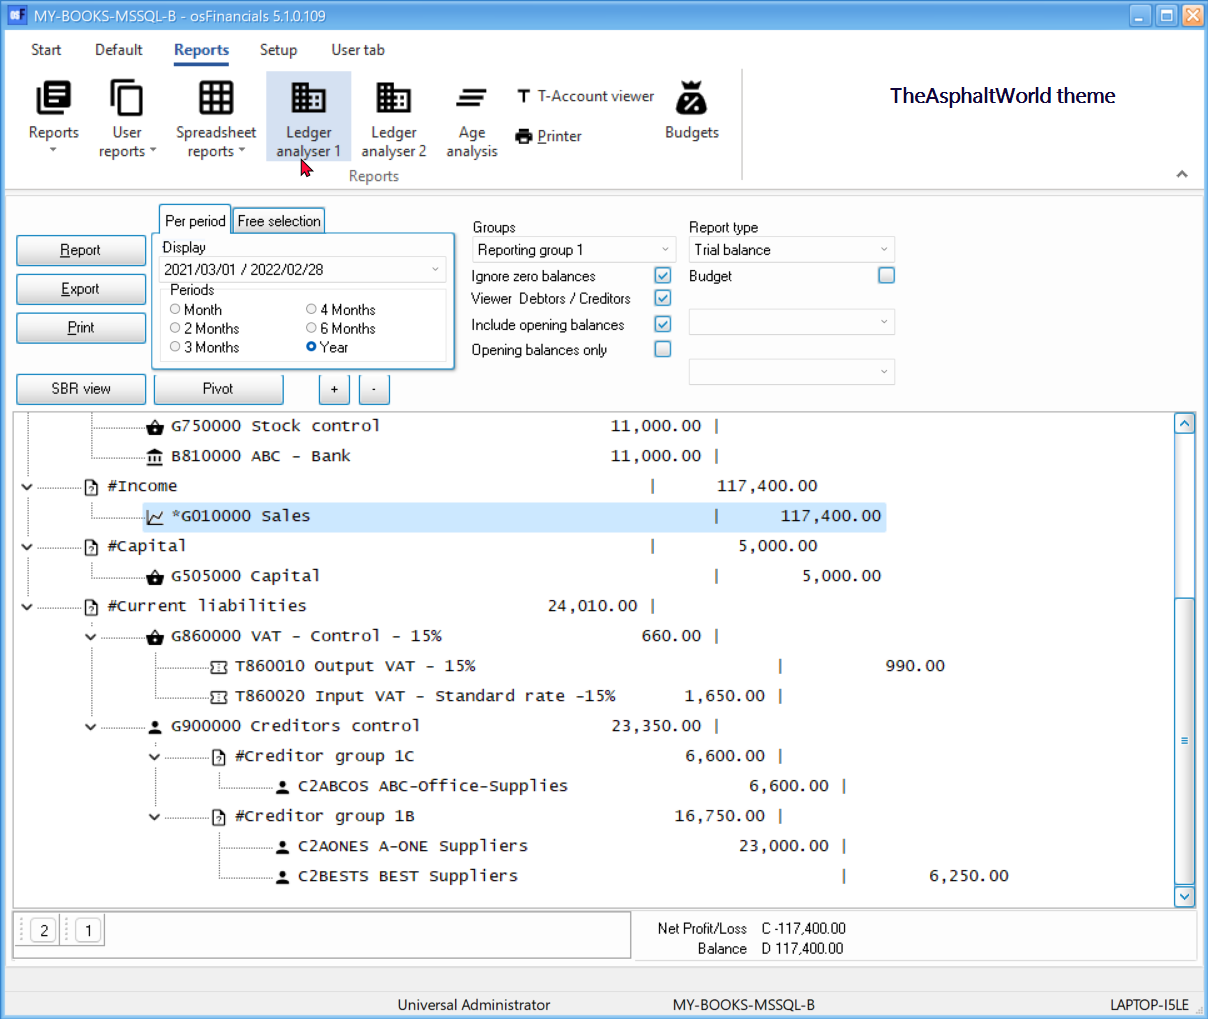 MY-BOOKS-MSSQL-B - osFinancials 5.1.0.109
Start Default Reports Setup User tab
Reports
User
reports
Spreadsheet
reports
Ledger
analyser 1
Ledger
analyser 2
Age
analysis
T-Account viewer
Printer
Budgets
Reports
TheAsphaltWorld theme
Report
Export
Print
Per period Free selection
Display
2021/03/01 / 2022/02/28
Periods
Month 4 Months
2 Months 6 Months
3 Months Year
Groups
Reporting group 1
Ignore zero balances
Viewer Debtors / Creditors
Include opening balances
Opening balances only
Report type
Trial balance
Budget
SBR view Pivot + -
G750000 Stock control 11,000.00 |
B810000 ABC - Bank 11,000.00 |
#Income | 117,400.00
*G010000 Sales | 117,400.00
#Capital | 5,000.00
G505000 Capital | 5,000.00
#Current liabilities 24,010.00 |
G860000 VAT - Control - 15% 660.00 |
T860010 Output VAT - 15% | 990.00
T860020 Input VAT - Standard rate -15% 1,650.00 |
G900000 Creditors control 23,350.00 |
#Creditor group 1C 6,600.00 |
C2ABCOS ABC-Office-Supplies 6,600.00 |
#Creditor group 1B 16,750.00 |
C2AONES A-ONE Suppliers 23,000.00 |
C2BESTS BEST Suppliers | 6,250.00
2 1
Net Profit/Loss C -117,400.00
Balance D 117,400.00
Universal Administrator MY-BOOKS-MSSQL-B LAPTOP-I5LE